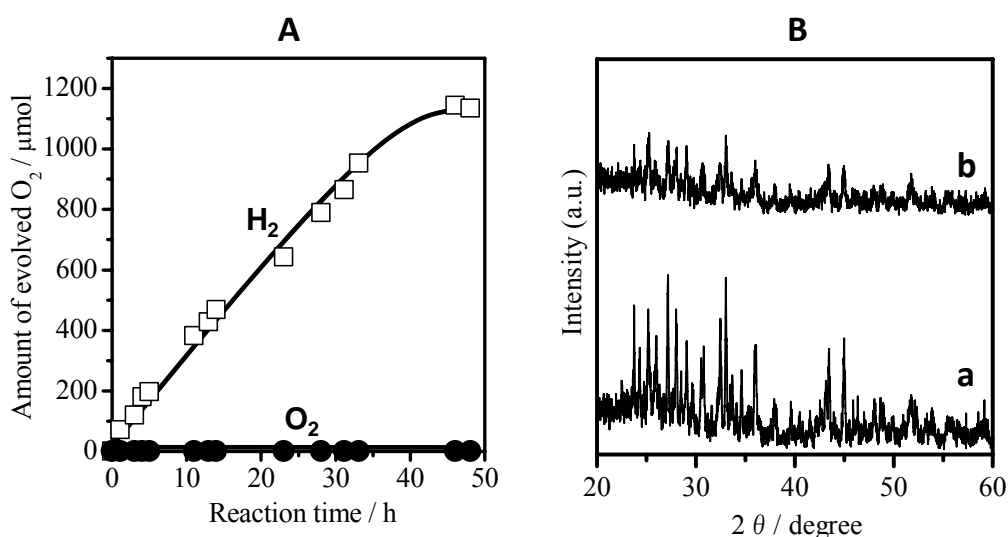 A
Amount of evolved O₂ / μmol
1200
1000
800
600
400
200
0
H₂
O₂
0
10
20
30
40
50
Reaction time / h
B
Intensity (a.u.)
b
a
20
30
40
50
60
2 θ / degree